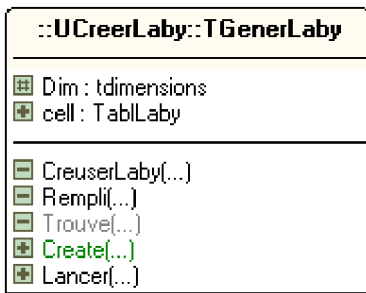 ::UCreerLaby::TGenerLaby
Dim : tdimensions
cell : TablLaby
CreuserLaby(...)
Rempli(...)
Trouve(...)
Create(...)
Lancer(...)